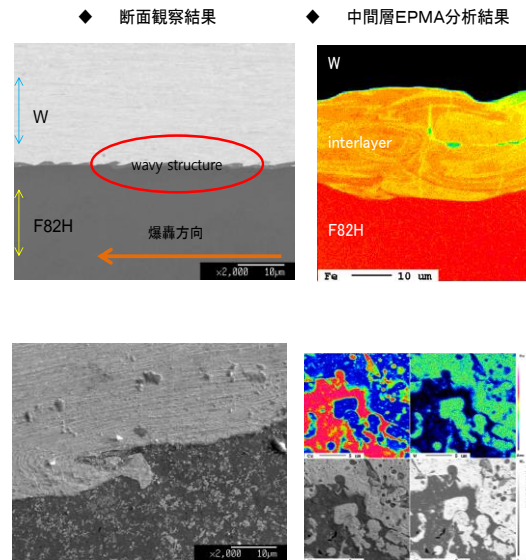 ◆ 断面観察結果
◆ 中間層EPMA分析結果
W
wavy structure
F82H
爆轟方向
×2,000 10μm
W
interlayer
F82H
Fe 10 um
×2,000 10μm